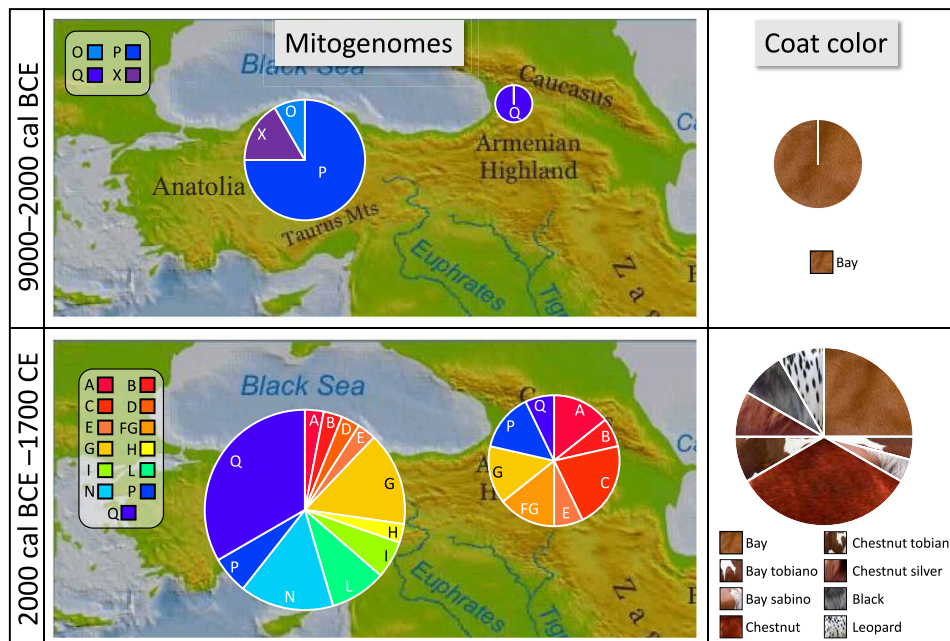 Mitogenomes
Coat color
9000–2000 cal BCE
O P
Q X
Black Sea
Caucasus
Ca
Armenian
Highland
Anatolia
Taurus Mts
Euphrates
Tig
Z a
E
O
X
P
Q
Bay
2000 cal BCE –1700 CE
A B
C D
E FG
G H
I L
N P
Q
Black Sea
C
A
H
A
B
D
E
G
H
I
L
N
P
Q
A
B
C
E
FG
G
P
Q
Bay
Chestnut tobian
Bay tobiano
Chestnut silver
Bay sabino
Black
Chestnut
Leopard